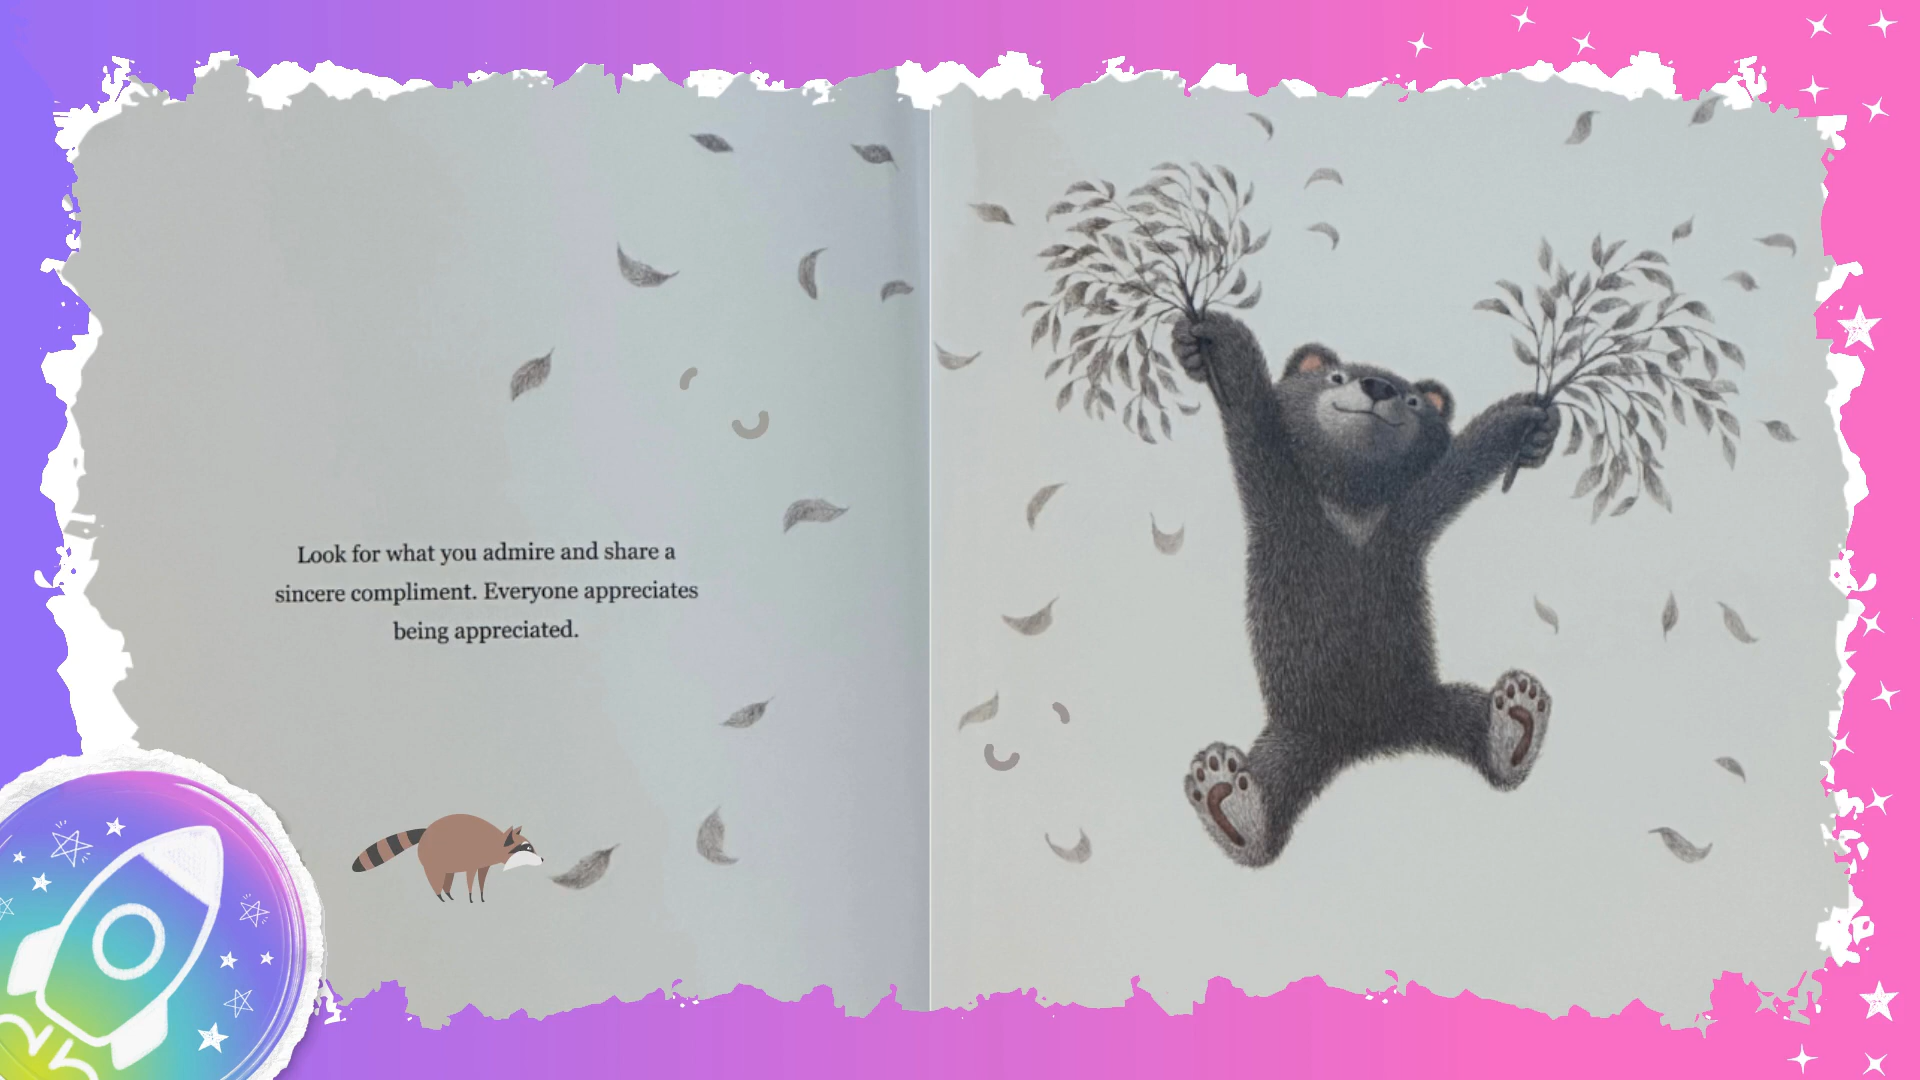 Look for what you admire and share a
sincere compliment. Everyone appreciates
being appreciated.